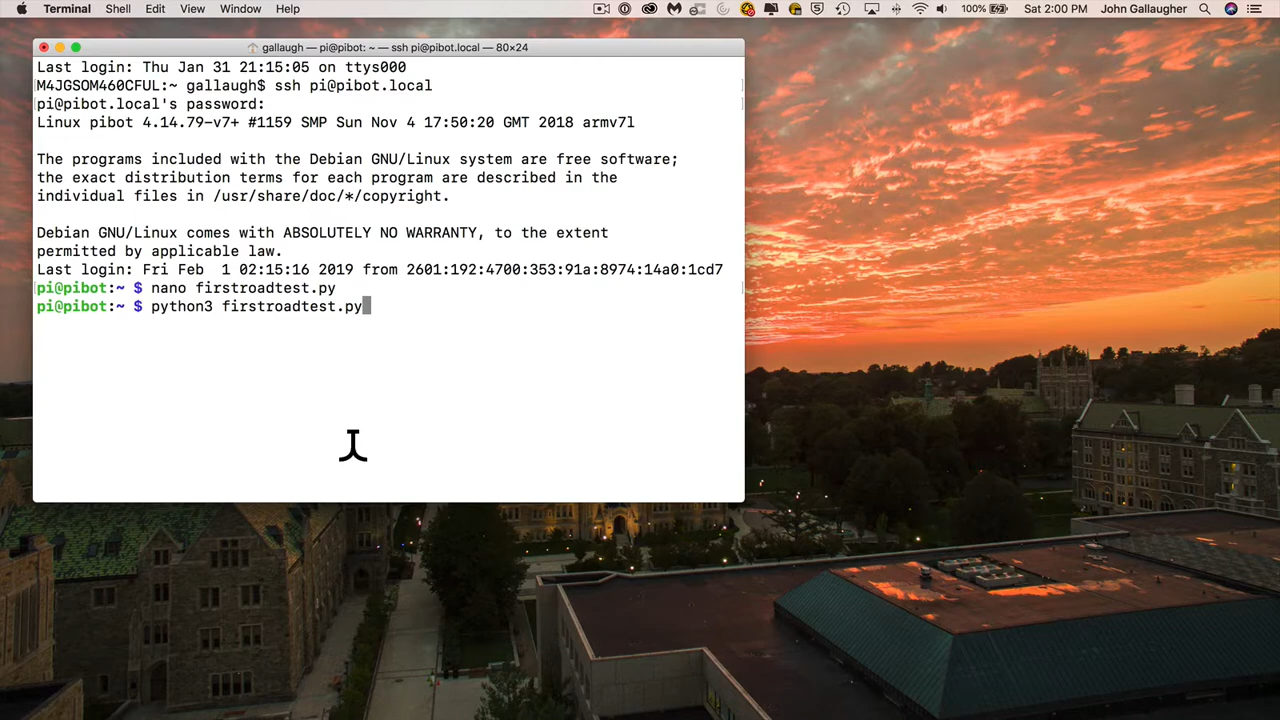 Terminal Shell Edit View Window Help 100% Sat 2:00 PM John Gallaugher
gallaugh — pi@pibot: ~ — ssh pi@pibot.local — 80×24
Last login: Thu Jan 31 21:15:05 on ttys000
M4JGSOM460CFUL:~ gallaugh$ ssh pi@pibot.local
pi@pibot.local's password:
Linux pibot 4.14.79-v7+ #1159 SMP Sun Nov 4 17:50:20 GMT 2018 armv7l
The programs included with the Debian GNU/Linux system are free software;
the exact distribution terms for each program are described in the
individual files in /usr/share/doc/*/copyright.
Debian GNU/Linux comes with ABSOLUTELY NO WARRANTY, to the extent
permitted by applicable law.
Last login: Fri Feb  1 02:15:16 2019 from 2601:192:4700:353:91a:8974:14a0:1cd7
pi@pibot:~ $ nano firstroadtest.py
pi@pibot:~ $ python3 firstroadtest.py